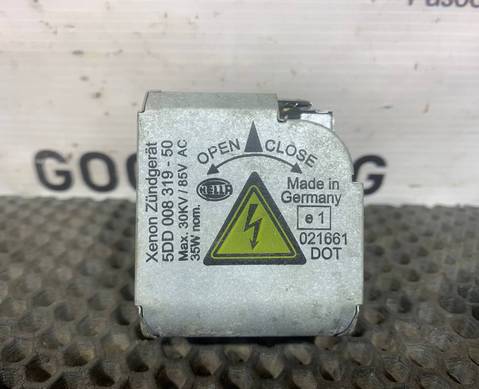 Xenon Zündgerät
5DD 008 319 - 50
Max. 30KV / 85V AC
35W nom.
OPEN CLOSE
HELLA
Made in
Germany
e 1
021661
DOT
GOO